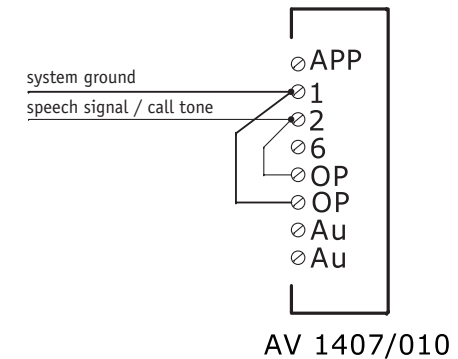 APP
system ground
1
speech signal / call tone
2
6
OP
OP
Au
Au
AV 1407/010